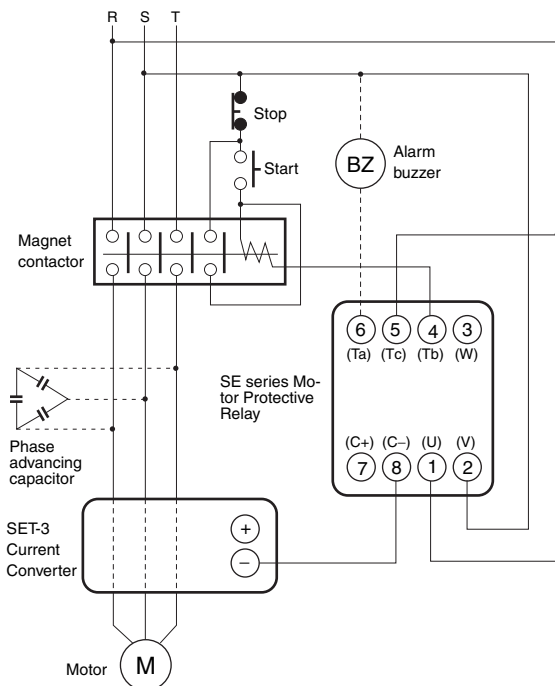 R S T
Stop
Start
BZ
Alarm
buzzer
Magnet
contactor
6 5 4 3
(Ta) (Tc) (Tb) (W)
SE series Mo-
tor Protective
Relay
(C+) (C−) (U) (V)
7 8 1 2
Phase
advancing
capacitor
SET-3
Current
Converter
+
−
Motor
M